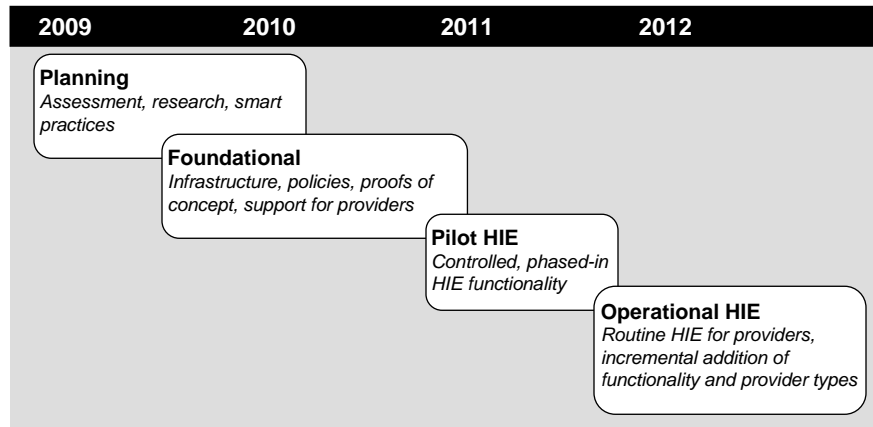 2009 2010 2011 2012
Planning
Assessment, research, smart
practices
Foundational
Infrastructure, policies, proofs of
concept, support for providers
Pilot HIE
Controlled, phased-in
HIE functionality
Operational HIE
Routine HIE for providers,
incremental addition of
functionality and provider types